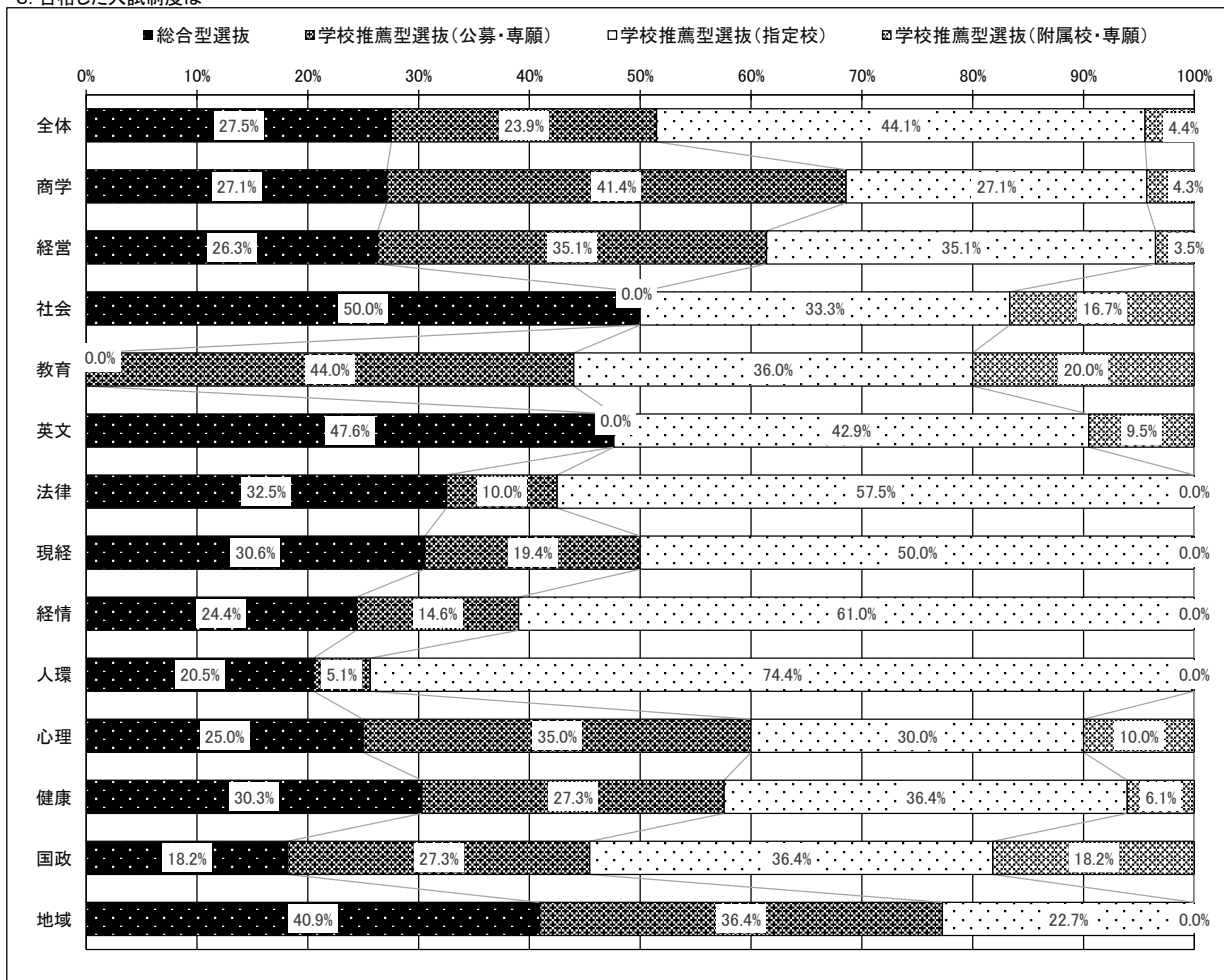 ■総合型選抜 学校推薦型選抜(公募・専願) □学校推薦型選抜(指定校) 学校推薦型選抜(附属校・専願)
0% 10% 20% 30% 40% 50% 60% 70% 80% 90% 100%
全体 27.5% 23.9% 44.1% 4.4%
商学 27.1% 41.4% 27.1% 4.3%
経営 26.3% 35.1% 35.1% 3.5%
社会 50.0% 0.0% 33.3% 16.7%
教育 0.0% 44.0% 36.0% 20.0%
英文 47.6% 0.0% 42.9% 9.5%
法律 32.5% 10.0% 57.5% 0.0%
現経 30.6% 19.4% 50.0% 0.0%
経情 24.4% 14.6% 61.0% 0.0%
人環 20.5% 5.1% 74.4% 0.0%
心理 25.0% 35.0% 30.0% 10.0%
健康 30.3% 27.3% 36.4% 6.1%
国政 18.2% 27.3% 36.4% 18.2%
地域 40.9% 36.4% 22.7% 0.0%